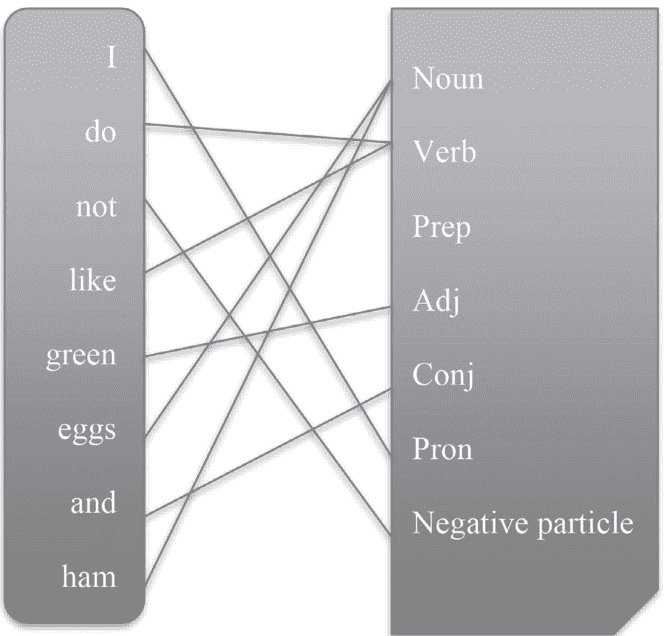 I
do
not
like
green
eggs
and
ham
Noun
Verb
Prep
Adj
Conj
Pron
Negative particle